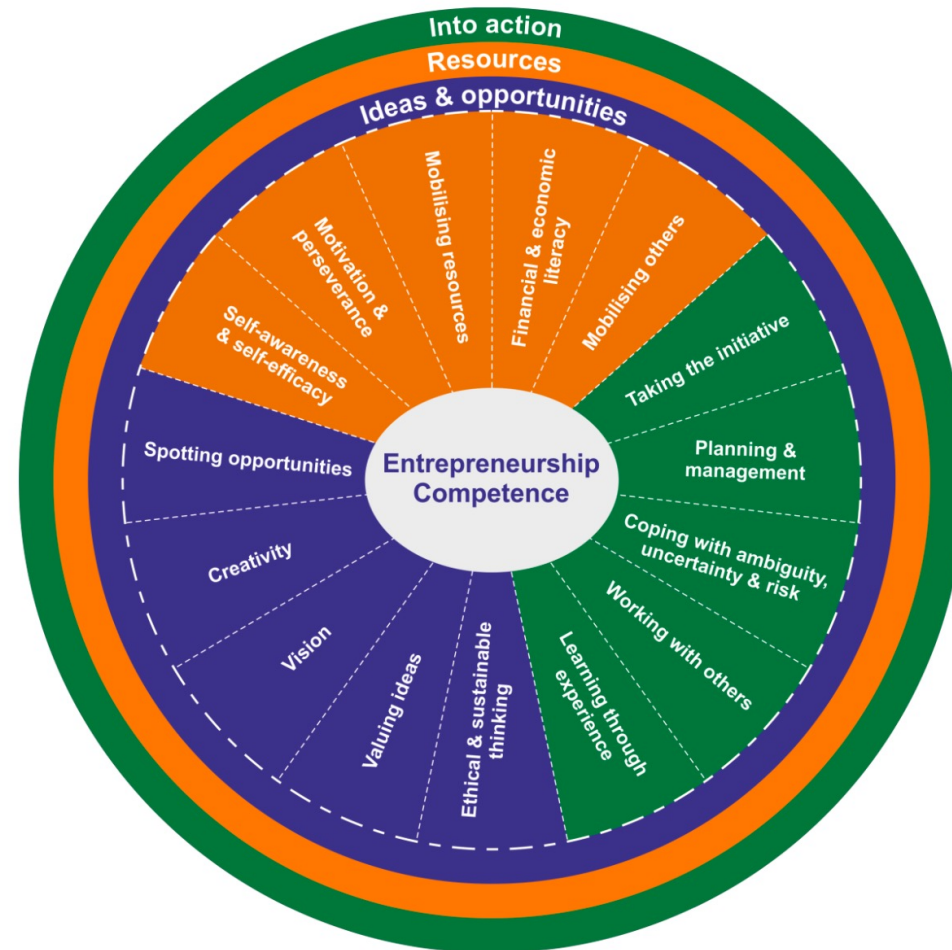 Into action
Resources
Ideas & opportunities
Self-awareness
& self-efficacy
Motivation &
perseverance
Mobilising resources
Financial & economic
literacy
Mobilising others
Taking the initiative
Planning &
management
Coping with ambiguity,
uncertainty & risk
Working with others
Learning through
experience
Ethical & sustainable
thinking
Valuing ideas
Vision
Creativity
Spotting opportunities
Entrepreneurship
Competence